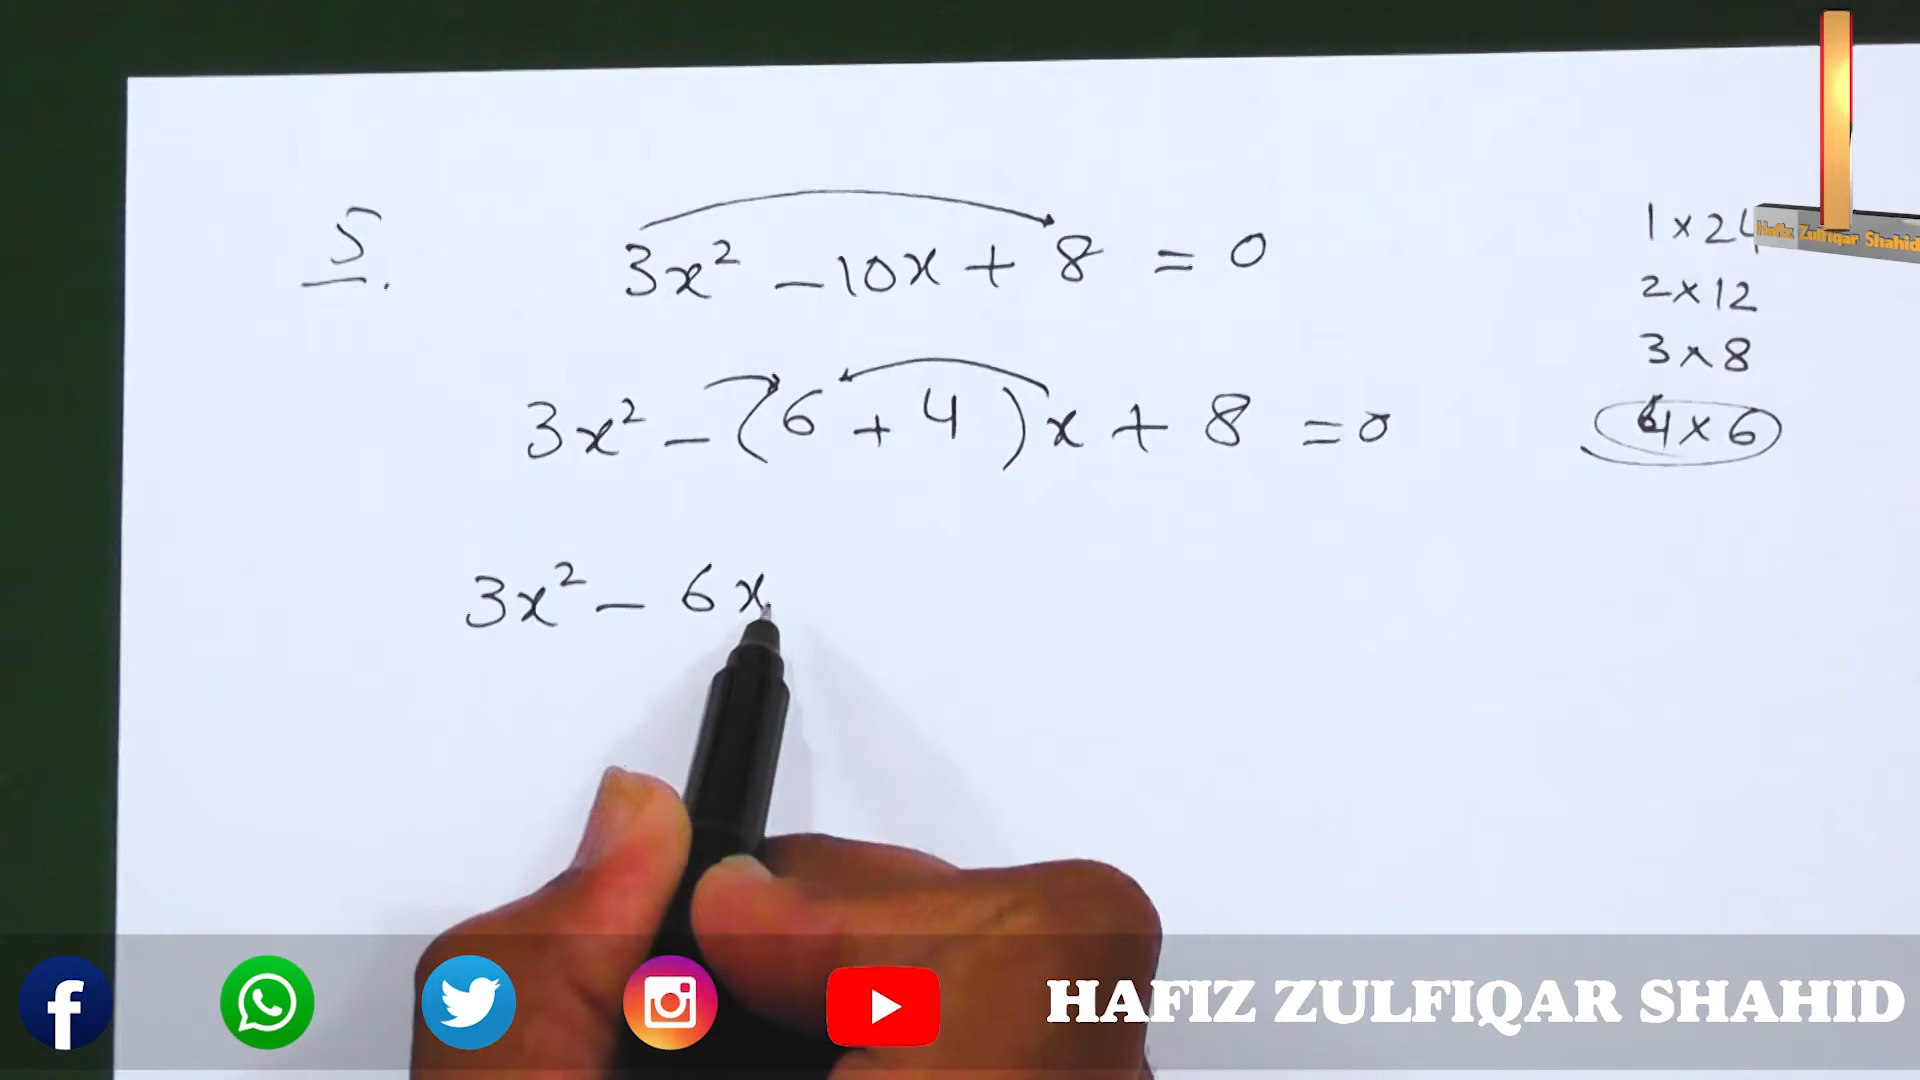 5.
3x² - 10x + 8 = 0
3x² - (6 + 4)x + 8 = 0
3x² - 6x
1 x 24
2 x 12
3 x 8
4 x 6
Hafiz Zulfiqar Shahid
HAFIZ ZULFIQAR SHAHID